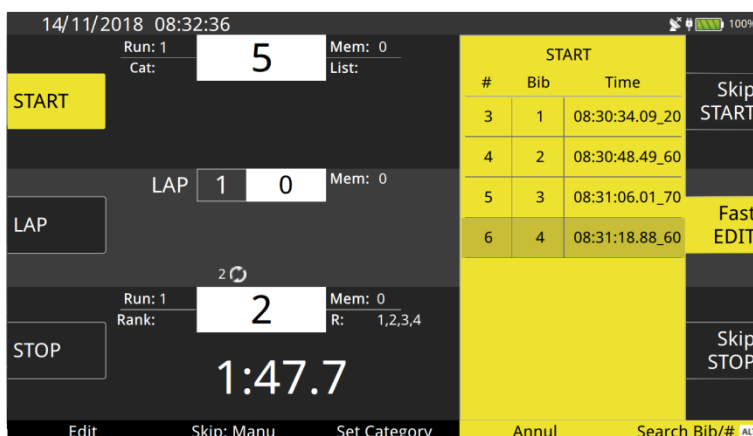 14/11/2018 08:32:36
100%
Run: 1
Cat:
5
Mem: 0
List:
START
LAP
1
0
Mem: 0
LAP
2
Run: 1
Rank:
2
Mem: 0
R: 1,2,3,4
STOP
1:47.7
START
# Bib Time
3 1 08:30:34.09_20
4 2 08:30:48.49_60
5 3 08:31:06.01_70
6 4 08:31:18.88_60
Skip
START
Fast
EDIT
Skip
STOP
Edit Skip: Manu Set Category Annul Search Bib/#